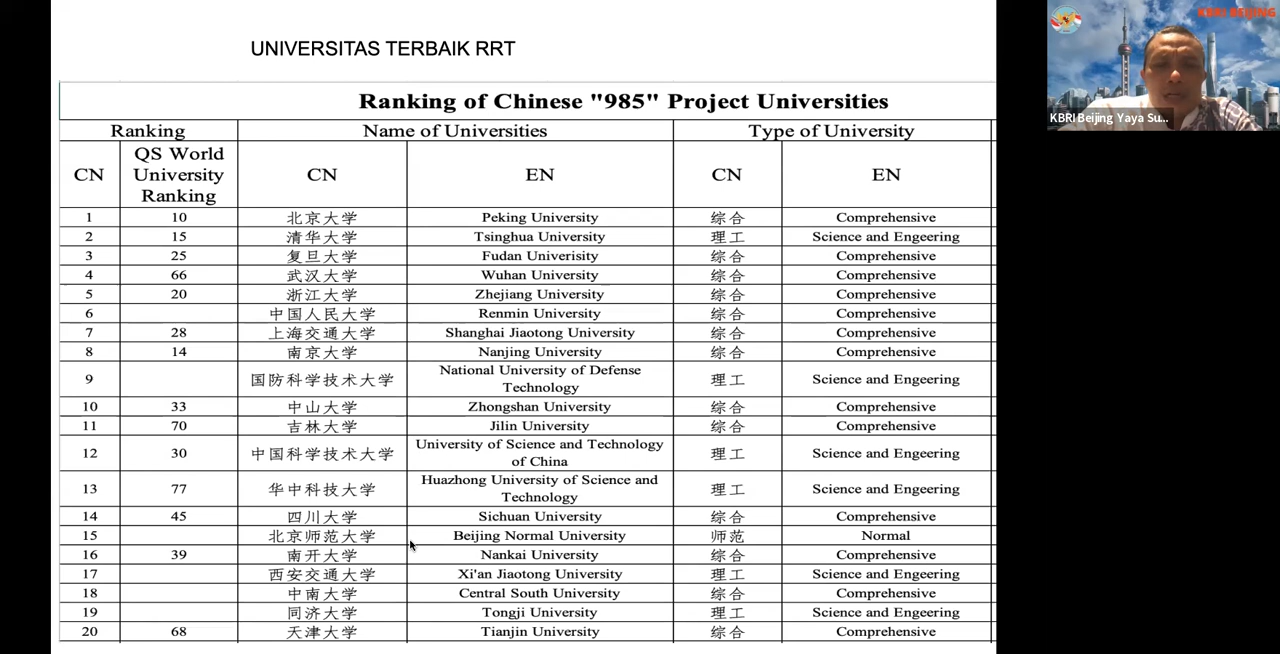 UNIVERSITAS TERBAIK RRT
KBRI BEIJING
KBRI Beijing Yaya Su...
Ranking of Chinese "985" Project Universities
Ranking Name of Universities Type of University
CN QS World University Ranking CN EN CN EN
1 10 北京大学 Peking University 综合 Comprehensive
2 15 清华大学 Tsinghua University 理工 Science and Engeering
3 25 复旦大学 Fudan Univerisity 综合 Comprehensive
4 66 武汉大学 Wuhan University 综合 Comprehensive
5 20 浙江大学 Zhejiang University 综合 Comprehensive
6 中国人民大学 Renmin University 综合 Comprehensive
7 28 上海交通大学 Shanghai Jiaotong University 综合 Comprehensive
8 14 南京大学 Nanjing University 综合 Comprehensive
9 国防科学技术大学 National University of Defense Technology 理工 Science and Engeering
10 33 中山大学 Zhongshan University 综合 Comprehensive
11 70 吉林大学 Jilin University 综合 Comprehensive
12 30 中国科学技术大学 University of Science and Technology of China 理工 Science and Engeering
13 77 华中科技大学 Huazhong University of Science and Technology 理工 Science and Engeering
14 45 四川大学 Sichuan University 综合 Comprehensive
15 北京师范大学 Beijing Normal University 师范 Normal
16 39 南开大学 Nankai University 综合 Comprehensive
17 西安交通大学 Xi'an Jiaotong University 理工 Science and Engeering
18 中南大学 Central South University 综合 Comprehensive
19 同济大学 Tongji University 理工 Science and Engeering
20 68 天津大学 Tianjin University 综合 Comprehensive